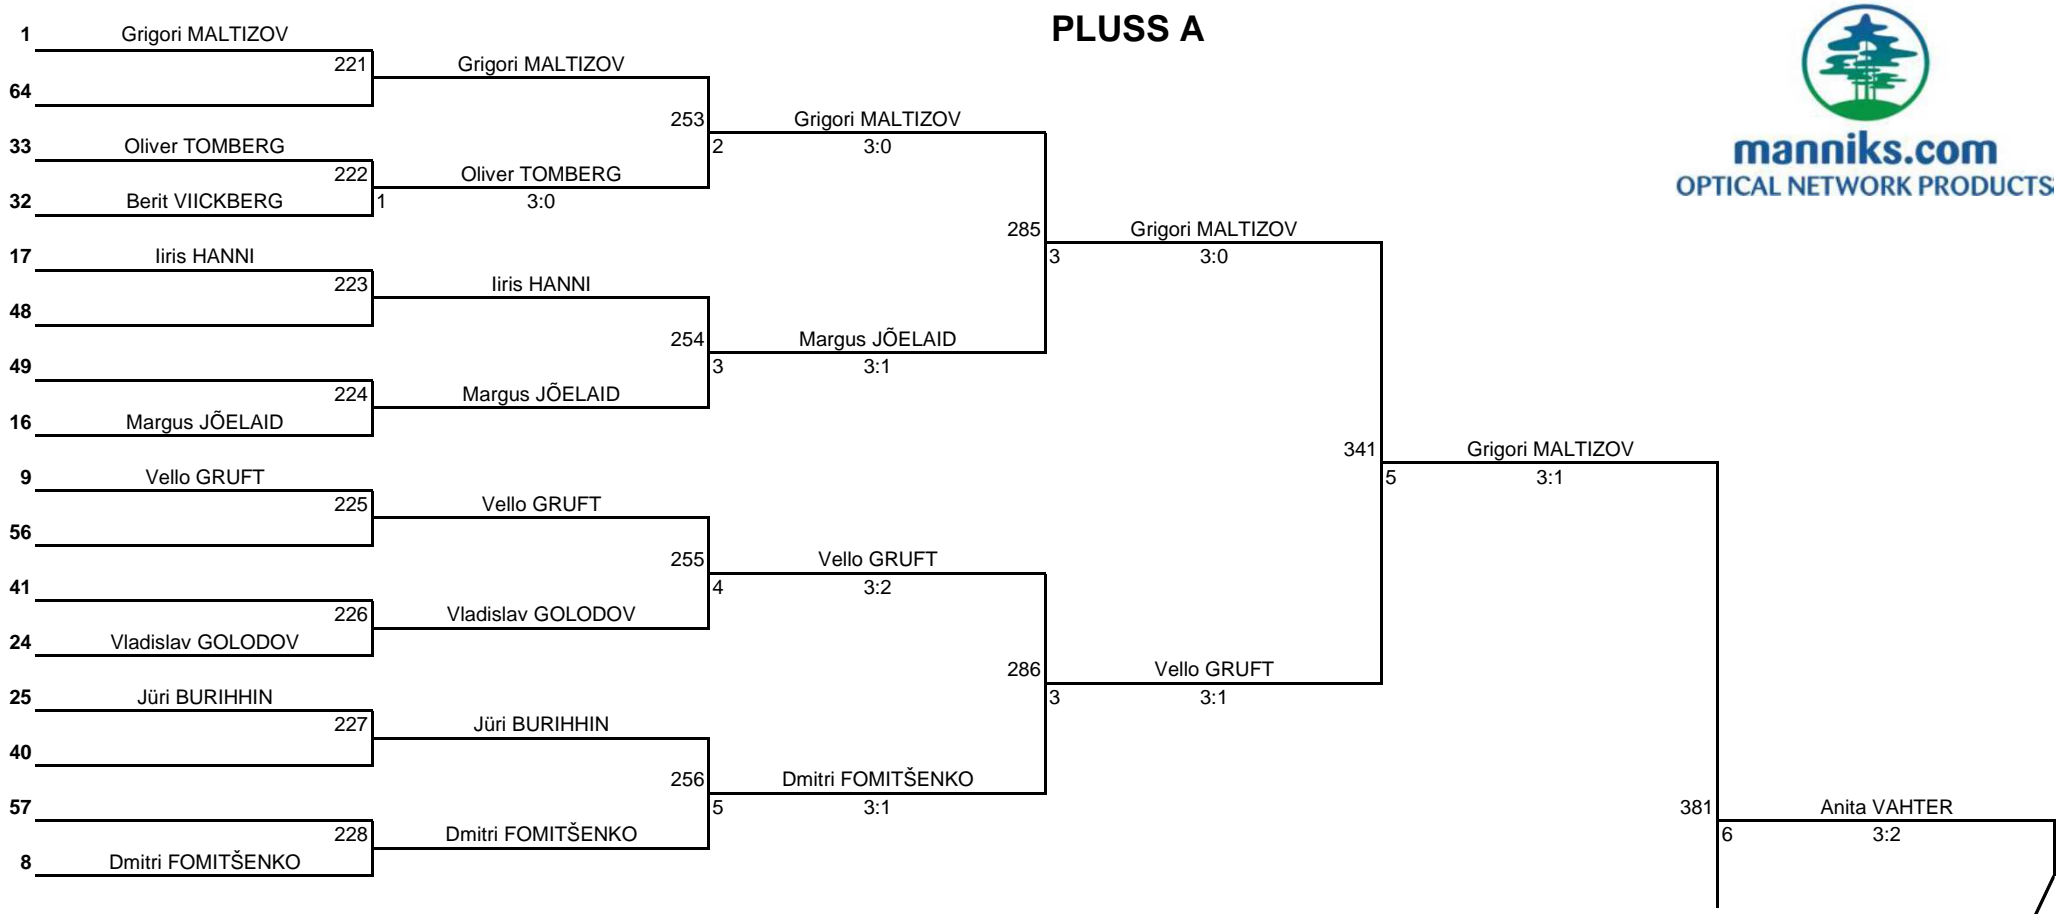 PLUSS A
manniks.com
OPTICAL NETWORK PRODUCTS
1 Grigori MALTIZOV
221 Grigori MALTIZOV
64
253 Grigori MALTIZOV
2 3:0
33 Oliver TOMBERG
222 Oliver TOMBERG
32 Berit VIICKBERG
1 3:0
285 Grigori MALTIZOV
3 3:0
17 Iiris HANNI
223 Iiris HANNI
48
254 Margus JÕELAID
3 3:1
49
224 Margus JÕELAID
16 Margus JÕELAID
341 Grigori MALTIZOV
5 3:1
9 Vello GRUFT
225 Vello GRUFT
56
255 Vello GRUFT
4 3:2
41
226 Vladislav GOLODOV
24 Vladislav GOLODOV
286 Vello GRUFT
3 3:1
25 Jüri BURIHHIN
227 Jüri BURIHHIN
40
256 Dmitri FOMITŠENKO
5 3:1
57
228 Dmitri FOMITŠENKO
8 Dmitri FOMITŠENKO
381 Anita VAHTER
6 3:2